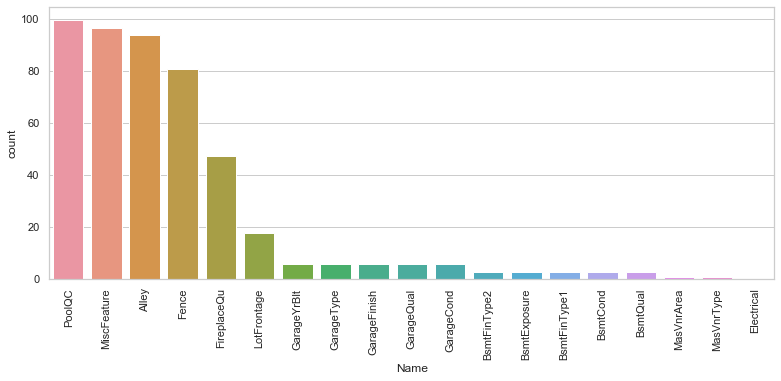 100
80
60
40
20
0
count
PoolQC
MiscFeature
Alley
Fence
FireplaceQu
LotFrontage
GarageYrBlt
GarageType
GarageFinish
GarageQual
GarageCond
BsmtFinType2
BsmtExposure
BsmtFinType1
BsmtCond
BsmtQual
MasVnrArea
MasVnrType
Electrical
Name